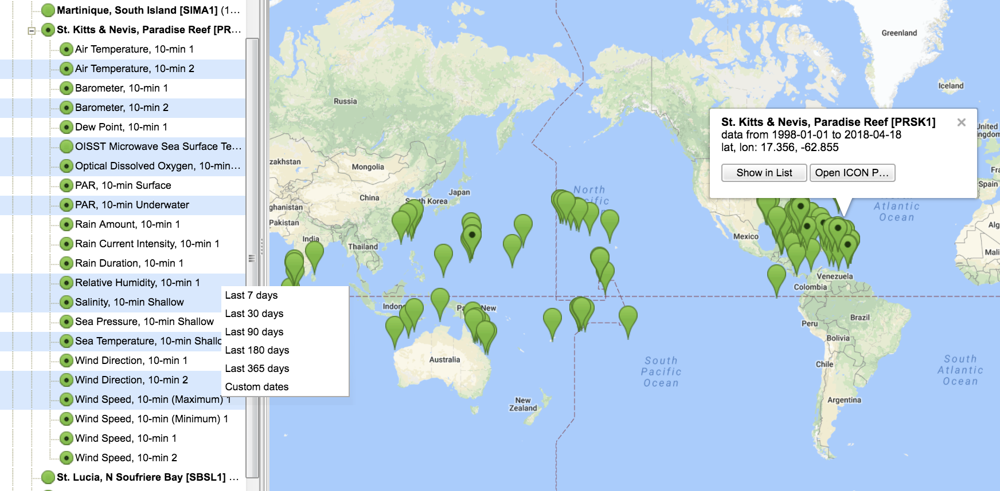 Martinique, South Island [SIMA1] (1...
St. Kitts & Nevis, Paradise Reef [PR...
Air Temperature, 10-min 1
Air Temperature, 10-min 2
Barometer, 10-min 1
Barometer, 10-min 2
Dew Point, 10-min 1
OISST Microwave Sea Surface Te...
Optical Dissolved Oxygen, 10-min...
PAR, 10-min Surface
PAR, 10-min Underwater
Rain Amount, 10-min 1
Rain Current Intensity, 10-min 1
Rain Duration, 10-min 1
Relative Humidity, 10-min 1
Salinity, 10-min Shallow
Sea Pressure, 10-min Shallow
Sea Temperature, 10-min Shallo
Wind Direction, 10-min 1
Wind Direction, 10-min 2
Wind Speed, 10-min (Maximum) 1
Wind Speed, 10-min (Minimum) 1
Wind Speed, 10-min 1
Wind Speed, 10-min 2
St. Lucia, N Soufriere Bay [SBSL1] ...
Last 7 days
Last 30 days
Last 90 days
Last 180 days
Last 365 days
Custom dates
St. Kitts & Nevis, Paradise Reef [PRSK1]
data from 1998-01-01 to 2018-04-18
lat, lon: 17.356, -62.855
Show in List
Open ICON P...
Greenland
Iceland
Russia
United
ngdom
Fra
Spain
zakhstan
Mongolia
Japan
China
South Korea
ghanistan
Pakistan
India
Thailand
North
Pacific
North
Atlantic
Ocean
Alg
Mali
Mexico
Venezuela
Colombia
Indon
Pa
New
Brazil
Peru
Bolivia
Australia
Chile
South
Pacific
Ocean
South
Atlantic
Ocean
New
Zealand
Argentina